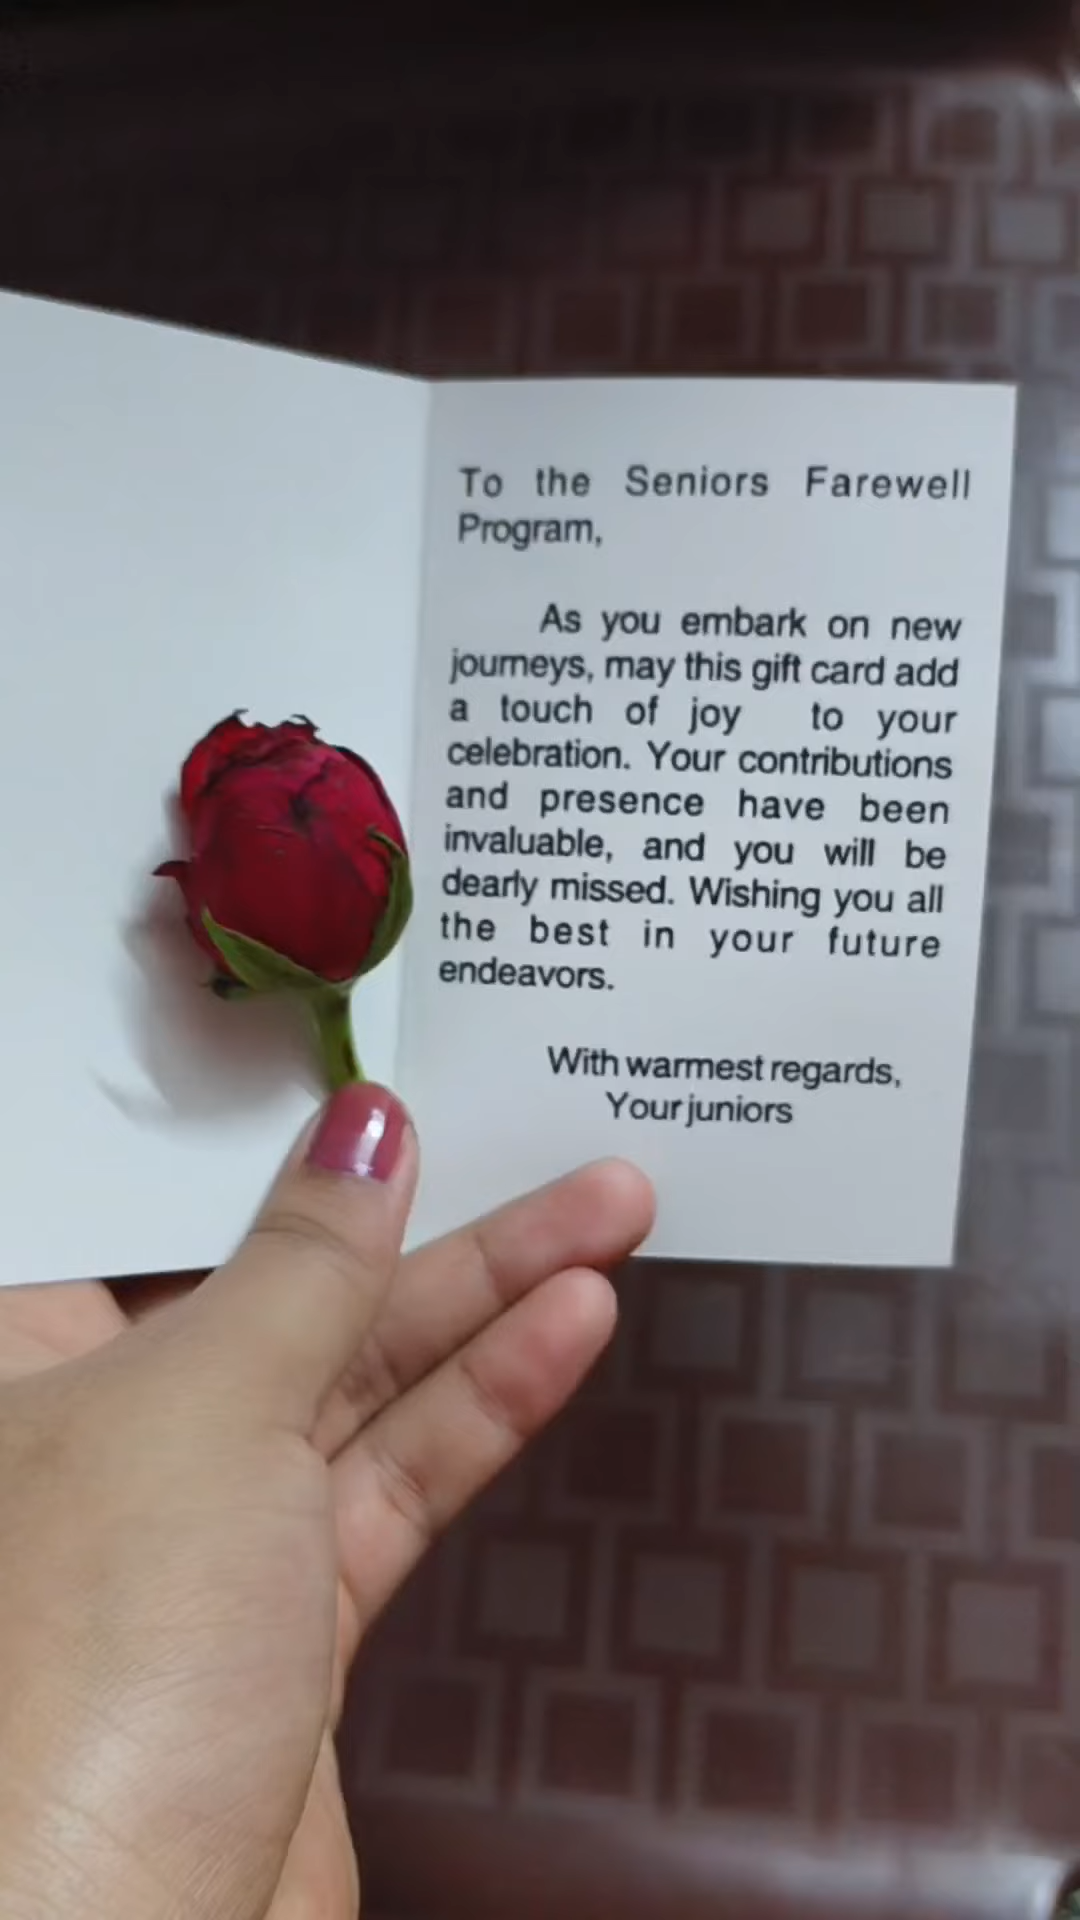 To the Seniors Farewell
Program,
As you embark on new
journeys, may this gift card add
a touch of joy to your
celebration. Your contributions
and presence have been
invaluable, and you will be
dearly missed. Wishing you all
the best in your future
endeavors.
With warmest regards,
Your juniors